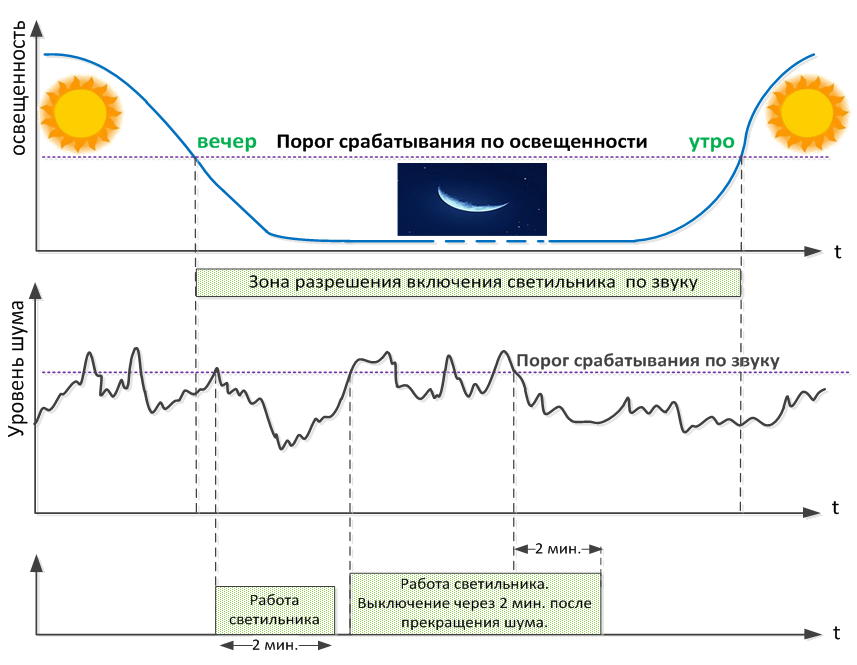 освещенность
вечер
Порог срабатывания по освещенности
утро
t
Зона разрешения включения светильника по звуку
Уровень шума
Порог срабатывания по звуку
t
2 мин.
Работа
светильника
Работа светильника.
Выключение через 2 мин. после
прекращения шума.
t
2 мин.